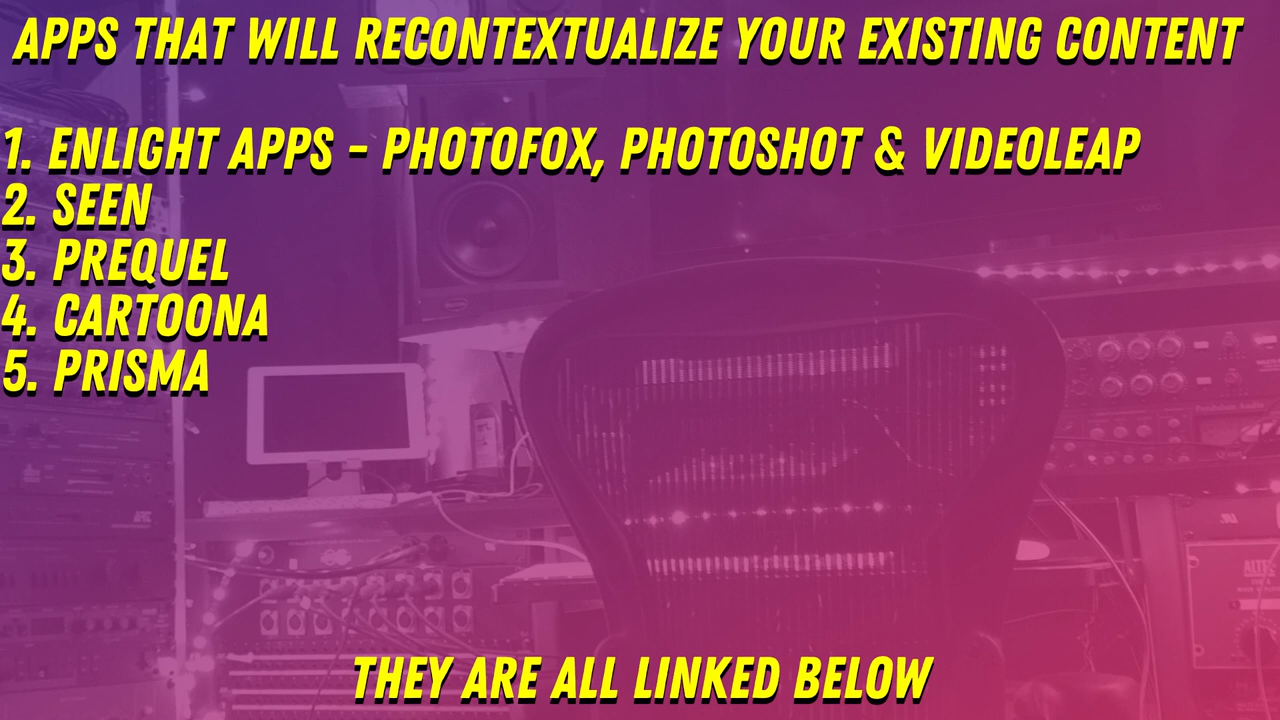 APPS THAT WILL RECONTEXTUALIZE YOUR EXISTING CONTENT
1. ENLIGHT APPS - PHOTOFOX, PHOTOSHOT & VIDEOLEAP
2. SEEN
3. PREQUEL
4. CARTOONA
5. PRISMA
THEY ARE ALL LINKED BELOW